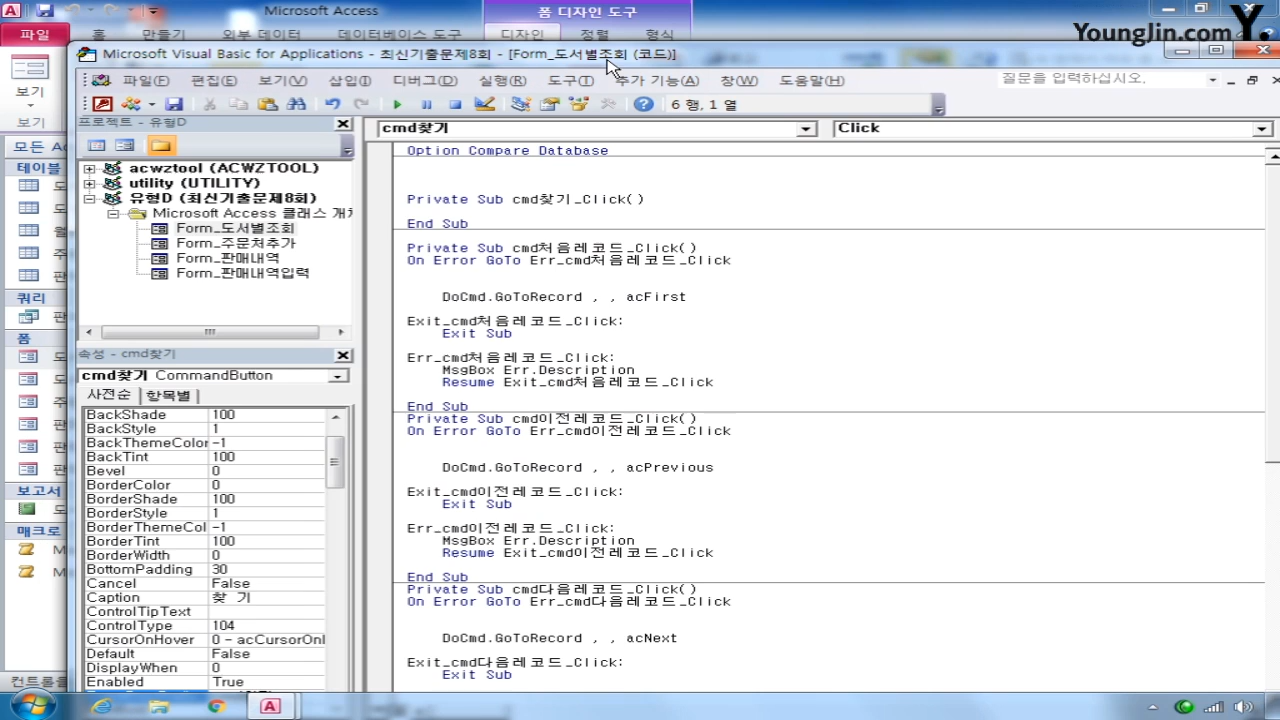 Microsoft Access
폼 디자인 도구
파일
홈
만들기
외부 데이터
데이터베이스 도구
디자인
정렬
형식
YoungJin.com Y.
Microsoft Visual Basic for Applications - 최신기출문제8회 - [Form_도서별조회 (코드)]
파일(F) 편집(E) 보기(V) 삽입(I) 디버그(D) 실행(R) 도구(T) 추가 기능(A) 창(W) 도움말(H)
질문을 입력하십시오.
6 행, 1 열
보기
보기
모든 Ac
테이블
쿼리
폼
보고서
매크로
컨트롤을
프로젝트 - 유형D
acwztool (ACWZTOOL)
utility (UTILITY)
유형D (최신기출문제8회)
Microsoft Access 클래스 개체
Form_도서별조회
Form_주문처추가
Form_판매내역
Form_판매내역입력
속성 - cmd찾기
cmd찾기 CommandButton
사전순 항목별
BackShade 100
BackStyle 1
BackThemeColor -1
BackTint 100
Bevel 0
BorderColor 0
BorderShade 100
BorderStyle 1
BorderThemeCol -1
BorderTint 100
BorderWidth 0
BottomPadding 30
Cancel False
Caption 찾 기
ControlTipText
ControlType 104
CursorOnHover 0 - acCursorOnl
Default False
DisplayWhen 0
Enabled True
cmd찾기
Click
Option Compare Database
Private Sub cmd찾기_Click()
End Sub
Private Sub cmd처음레코드_Click()
On Error GoTo Err_cmd처음레코드_Click
DoCmd.GoToRecord , , acFirst
Exit_cmd처음레코드_Click:
Exit Sub
Err_cmd처음레코드_Click:
MsgBox Err.Description
Resume Exit_cmd처음레코드_Click
End Sub
Private Sub cmd이전레코드_Click()
On Error GoTo Err_cmd이전레코드_Click
DoCmd.GoToRecord , , acPrevious
Exit_cmd이전레코드_Click:
Exit Sub
Err_cmd이전레코드_Click:
MsgBox Err.Description
Resume Exit_cmd이전레코드_Click
End Sub
Private Sub cmd다음레코드_Click()
On Error GoTo Err_cmd다음레코드_Click
DoCmd.GoToRecord , , acNext
Exit_cmd다음레코드_Click:
Exit Sub